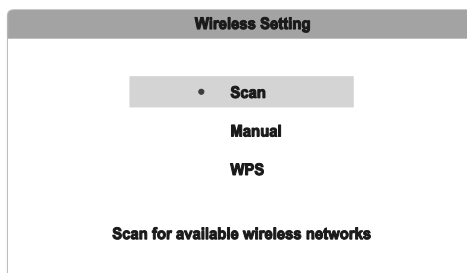 Wireless Setting
• Scan
Manual
WPS
Scan for available wireless networks